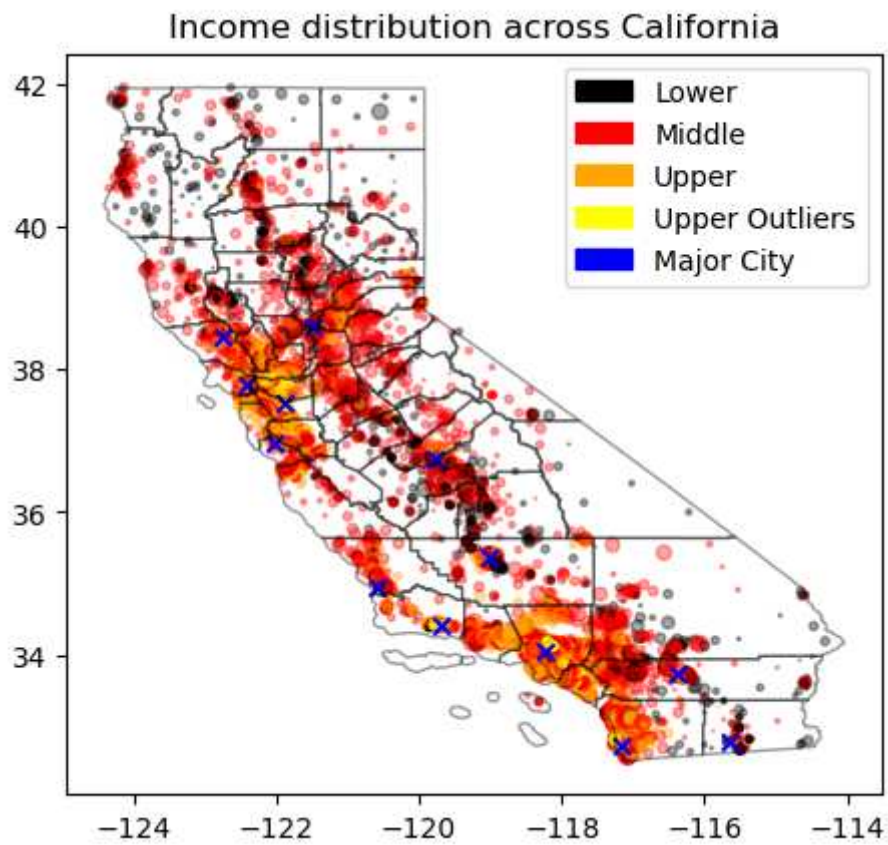 Income distribution across California
Lower
Middle
Upper
Upper Outliers
Major City
42
40
38
36
34
−124
−122
−120
−118
−116
−114